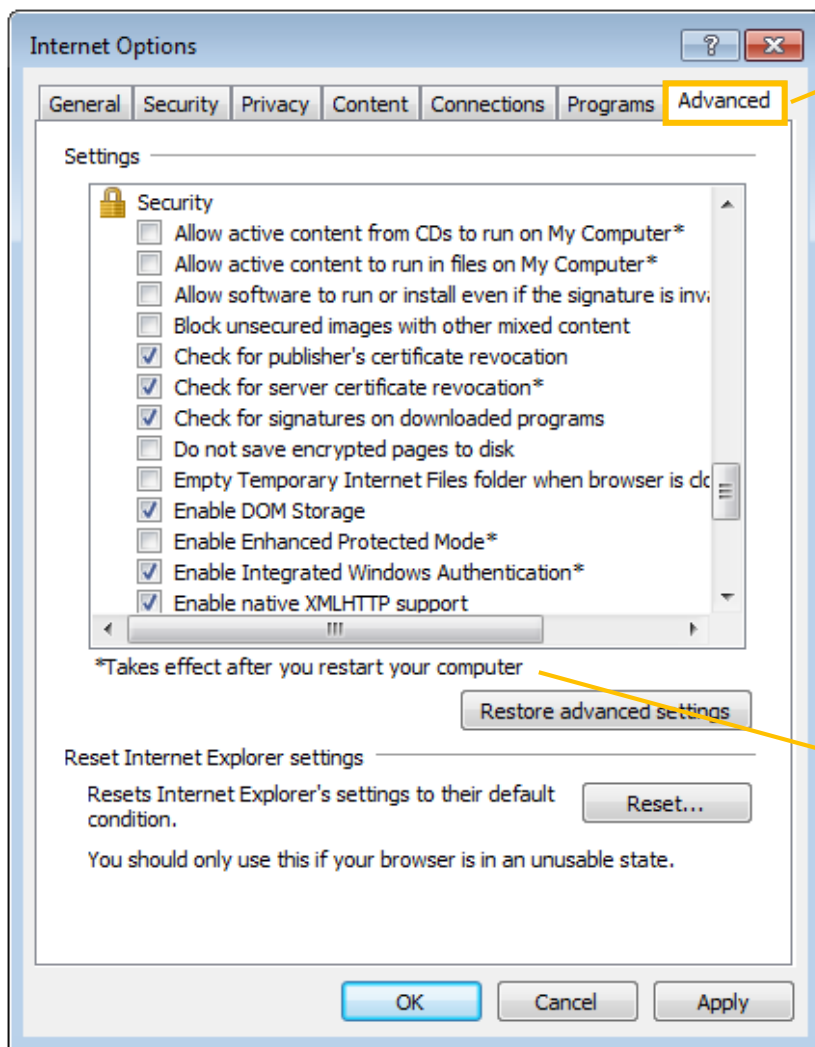 Internet Options
General Security Privacy Content Connections Programs Advanced
Settings
Security
Allow active content from CDs to run on My Computer*
Allow active content to run in files on My Computer*
Allow software to run or install even if the signature is
Block unsecured images with other mixed content
Check for publisher's certificate revocation
Check for server certificate revocation*
Check for signatures on downloaded programs
Do not save encrypted pages to disk
Empty Temporary Internet Files folder when browser is
Enable DOM Storage
Enable Enhanced Protected Mode*
Enable Integrated Windows Authentication*
Enable native XMLHTTP support
*Takes effect after you restart your computer
Restore advanced settings
Reset Internet Explorer settings
Resets Internet Explorer's settings to their default
condition.
Reset...
You should only use this if your browser is in an unusable state.
OK Cancel Apply